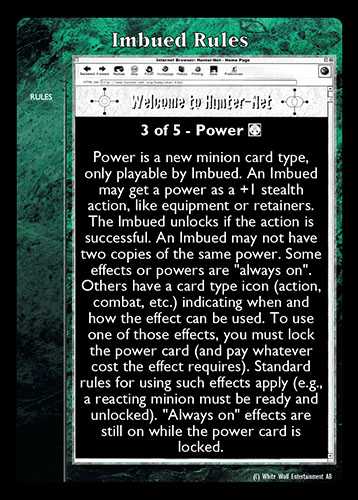 Imbued Rules
Internet Browser: Hunter-Net - Home Page
RULES
Welcome to Hunter-Net
3 of 5 - Power
Power is a new minion card type,
only playable by Imbued. An Imbued
may get a power as a +1 stealth
action, like equipment or retainers.
The Imbued unlocks if the action is
successful. An Imbued may not have
two copies of the same power. Some
effects or powers are "always on".
Others have a card type icon (action,
combat, etc.) indicating when and
how the effect can be used. To use
one of those effects, you must lock
the power card (and pay whatever
cost the effect requires). Standard
rules for using such effects apply (e.g.,
a reacting minion must be ready and
unlocked). "Always on" effects are
still on while the power card is
locked.
(C) White Wolf Entertainment AB